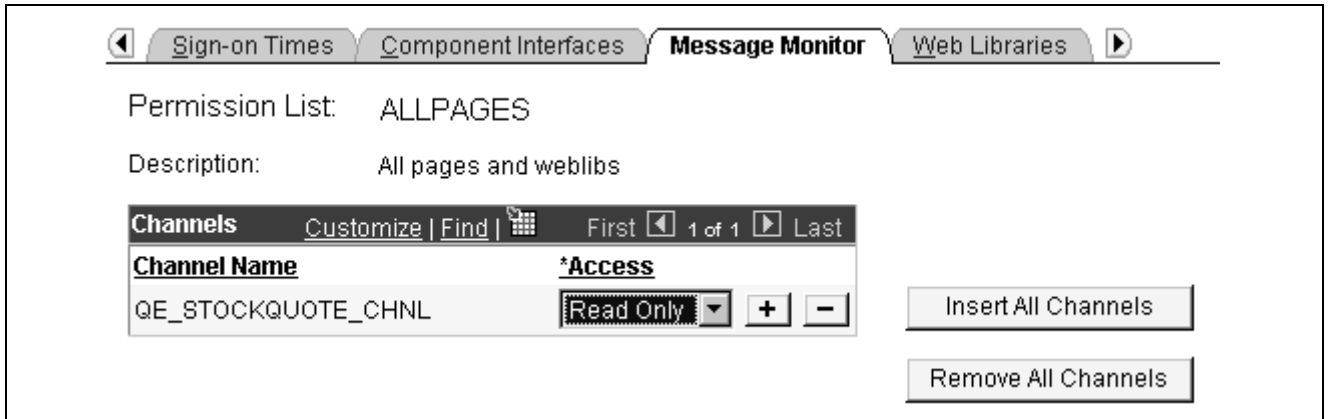 Sign-on Times Component Interfaces Message Monitor Web Libraries
Permission List: ALLPAGES
Description: All pages and weblibs
Channels Customize | Find | First 1 of 1 Last
Channel Name *Access
QE_STOCKQUOTE_CHNL Read Only + − Insert All Channels
Remove All Channels